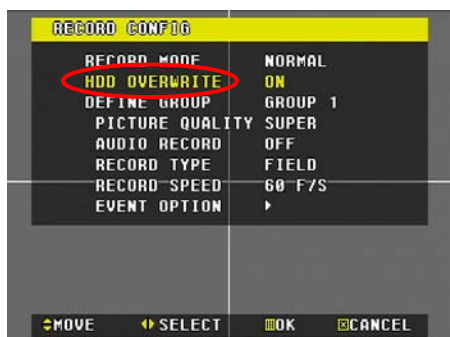 RECORD CONFIG
RECORD MODE NORMAL
HDD OVERWRITE ON
DEFINE GROUP GROUP 1
PICTURE QUALITY SUPER
AUDIO RECORD OFF
RECORD TYPE FIELD
RECORD SPEED 60 F/S
EVENT OPTION
MOVE SELECT OK CANCEL